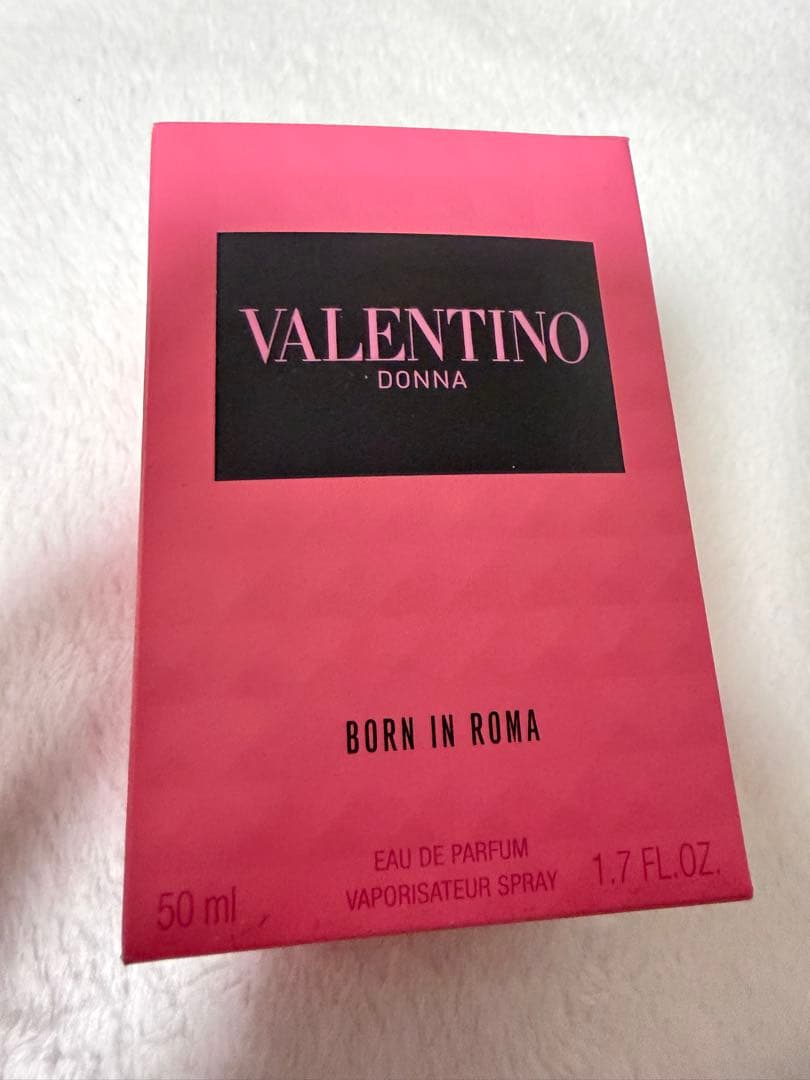 VALENTINO
DONNA
BORN IN ROMA
EAU DE PARFUM
VAPORISATEUR SPRAY
50 ml
1.7 FL.OZ.